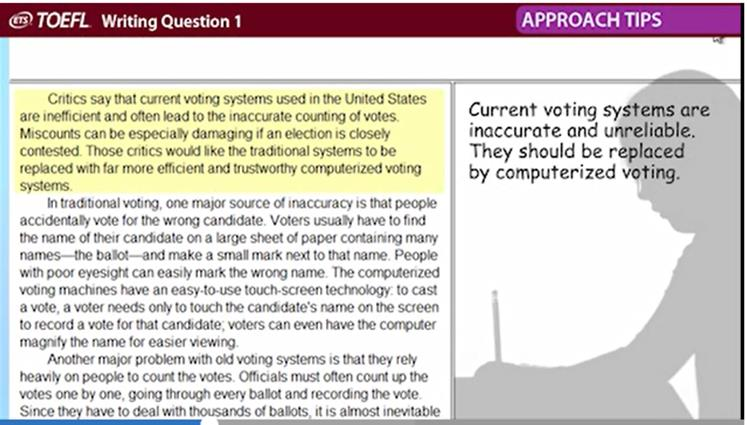 ETS TOEFL Writing Question 1
APPROACH TIPS
Critics say that current voting systems used in the United States
are inefficient and often lead to the inaccurate counting of votes.
Miscounts can be especially damaging if an election is closely
contested. Those critics would like the traditional systems to be
replaced with far more efficient and trustworthy computerized voting
systems.
In traditional voting, one major source of inaccuracy is that people
accidentally vote for the wrong candidate. Voters usually have to find
the name of their candidate on a large sheet of paper containing many
names—the ballot—and make a small mark next to that name. People
with poor eyesight can easily mark the wrong name. The computerized
voting machines have an easy-to-use touch-screen technology: to cast
a vote, a voter needs only to touch the candidate's name on the screen
to record a vote for that candidate; voters can even have the computer
magnify the name for easier viewing.
Another major problem with old voting systems is that they rely
heavily on people to count the votes. Officials must often count up the
votes one by one, going through every ballot and recording the vote.
Since they have to deal with thousands of ballots, it is almost inevitable
Current voting systems are
inaccurate and unreliable.
They should be replaced
by computerized voting.